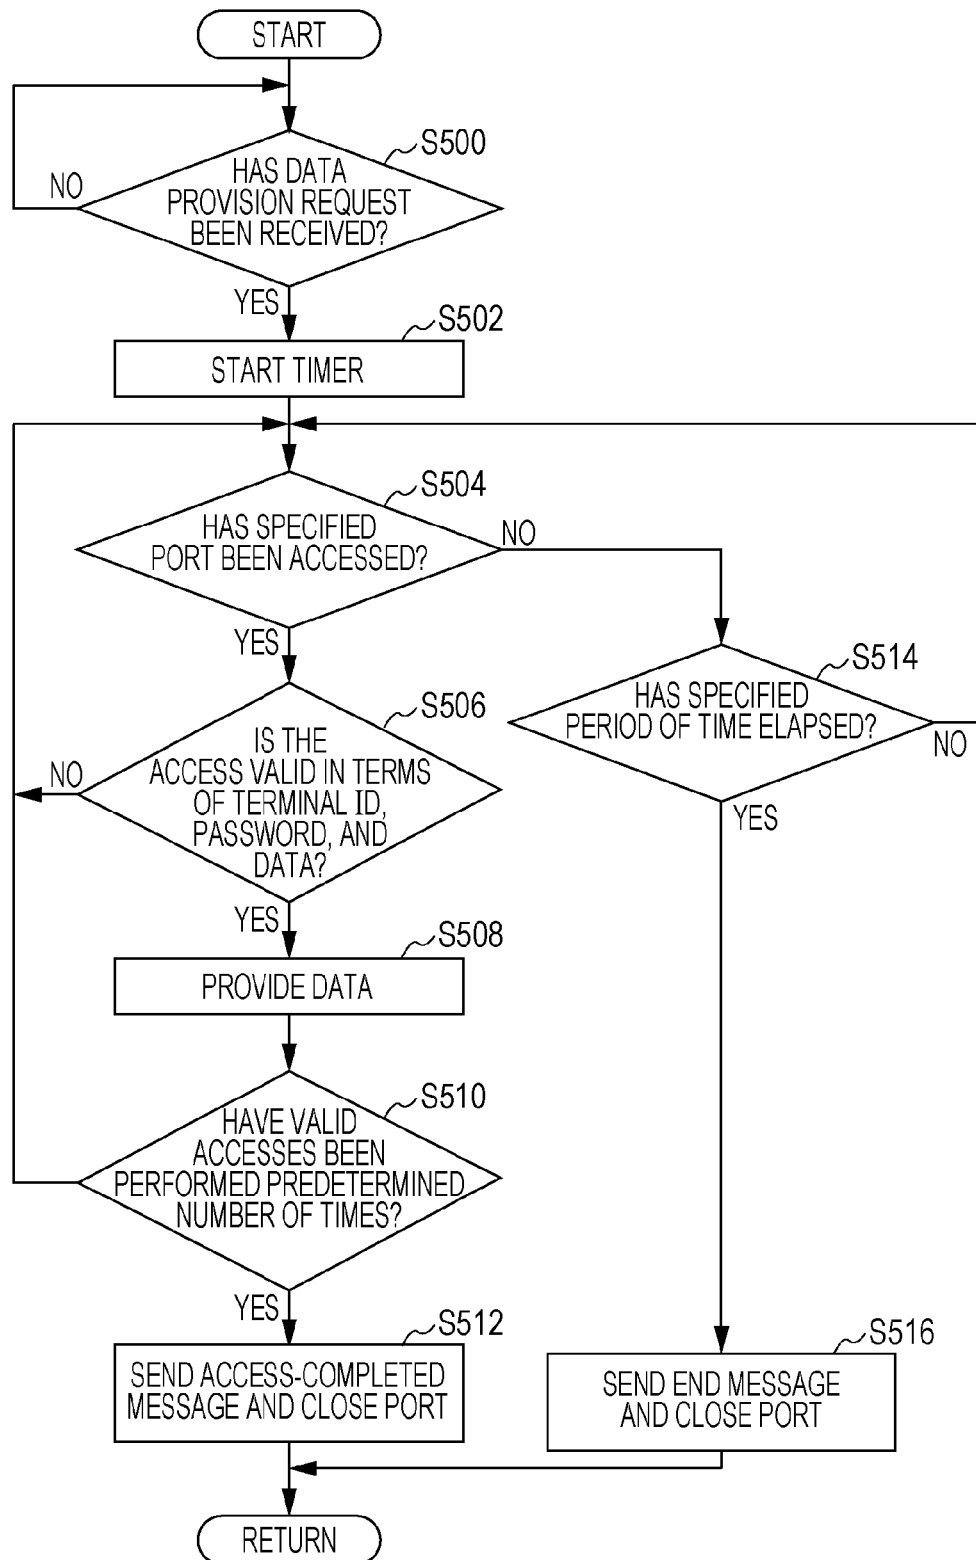 START
S500
HAS DATA
PROVISION REQUEST
BEEN RECEIVED?
NO
YES
S502
START TIMER
S504
HAS SPECIFIED
PORT BEEN ACCESSED?
NO
YES
S514
HAS SPECIFIED
PERIOD OF TIME ELAPSED?
NO
YES
S506
IS THE
ACCESS VALID IN TERMS
OF TERMINAL ID,
PASSWORD, AND
DATA?
NO
YES
S508
PROVIDE DATA
S510
HAVE VALID
ACCESSES BEEN
PERFORMED PREDETERMINED
NUMBER OF TIMES?
YES
S512
SEND ACCESS-COMPLETED
MESSAGE AND CLOSE PORT
S516
SEND END MESSAGE
AND CLOSE PORT
RETURN